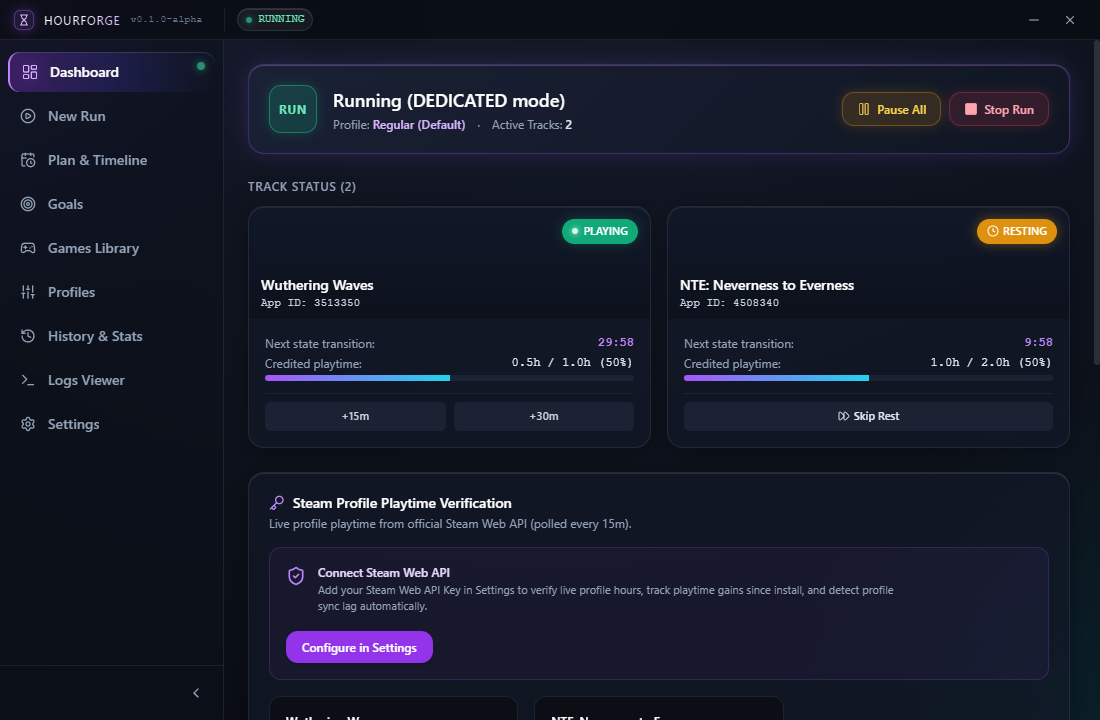 HOURFORGE v0.1.0-alpha RUNNING
Dashboard
New Run
Plan & Timeline
Goals
Games Library
Profiles
History & Stats
Logs Viewer
Settings
RUN
Running (DEDICATED mode)
Profile: Regular (Default) · Active Tracks: 2
Pause All
Stop Run
TRACK STATUS (2)
PLAYING
Wuthering Waves
App ID: 3513350
Next state transition: 29:58
Credited playtime: 0.5h / 1.0h (50%)
+15m
+30m
RESTING
NTE: Neverness to Everness
App ID: 4508340
Next state transition: 9:58
Credited playtime: 1.0h / 2.0h (50%)
Skip Rest
Steam Profile Playtime Verification
Live profile playtime from official Steam Web API (polled every 15m).
Connect Steam Web API
Add your Steam Web API Key in Settings to verify live profile hours, track playtime gains since install, and detect profile
sync lag automatically.
Configure in Settings